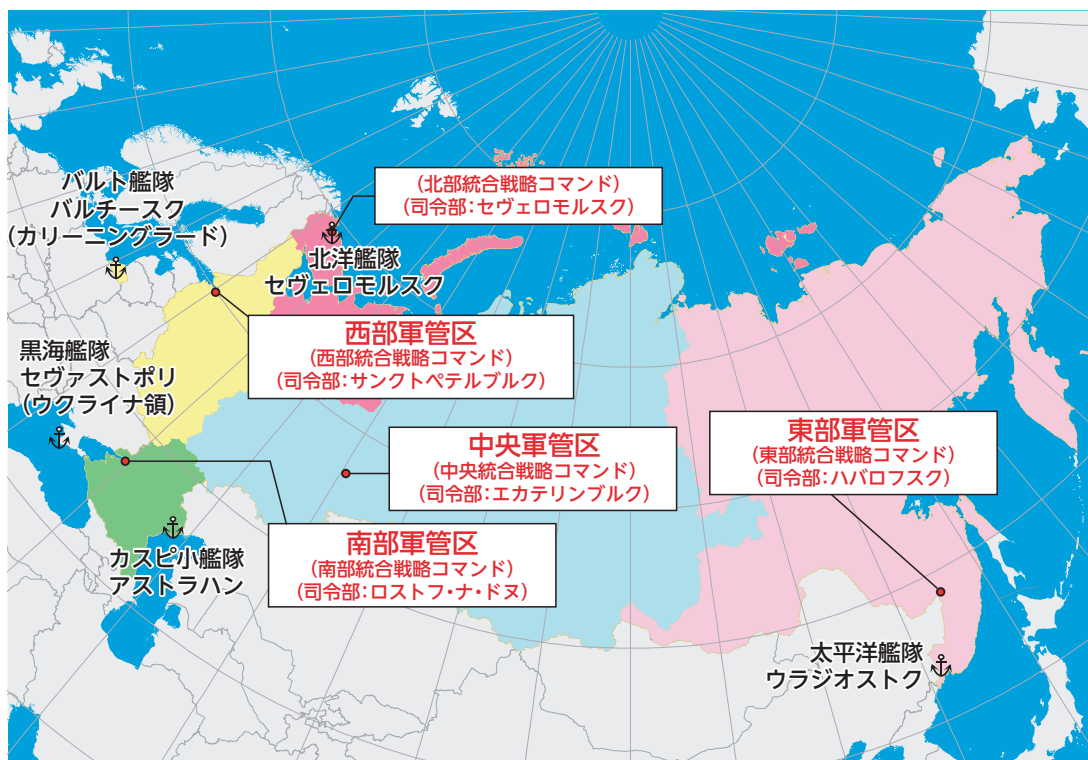 バルト艦隊
バルチースク
(カリーニングラード)
(北部統合戦略コマンド)
(司令部:セヴェロモルスク)
北洋艦隊
セヴェロモルスク
西部軍管区
(西部統合戦略コマンド)
(司令部:サンクトペテルブルク)
黒海艦隊
セヴァストポリ
(ウクライナ領)
中央軍管区
(中央統合戦略コマンド)
(司令部:エカテリンブルク)
東部軍管区
(東部統合戦略コマンド)
(司令部:ハバロフスク)
南部軍管区
(南部統合戦略コマンド)
(司令部:ロストフ・ナ・ドヌ)
カスピ小艦隊
アストラハン
太平洋艦隊
ウラジオストク